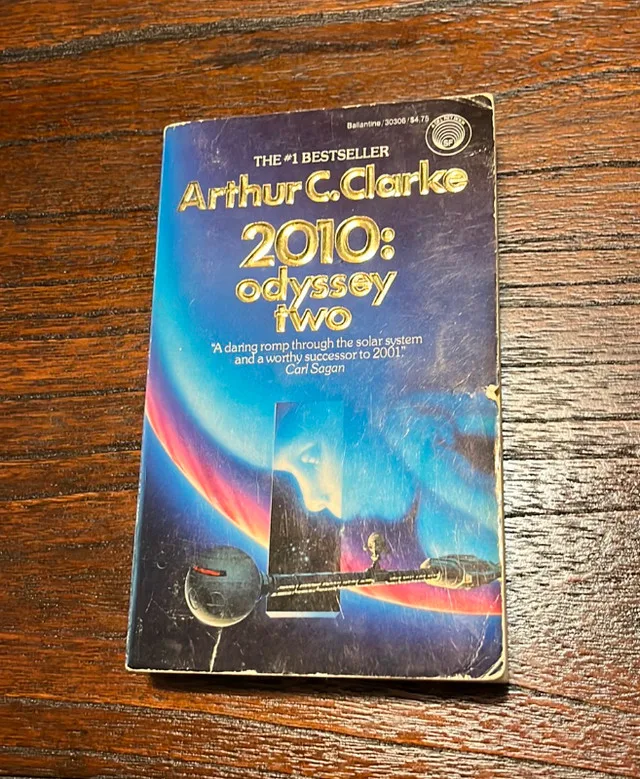 Ballantine/30306/$4.75
THE #1 BESTSELLER
Arthur C. Clarke
2010:
odyssey
two
"A daring romp through the solar system
and a worthy successor to 2001."
Carl Sagan